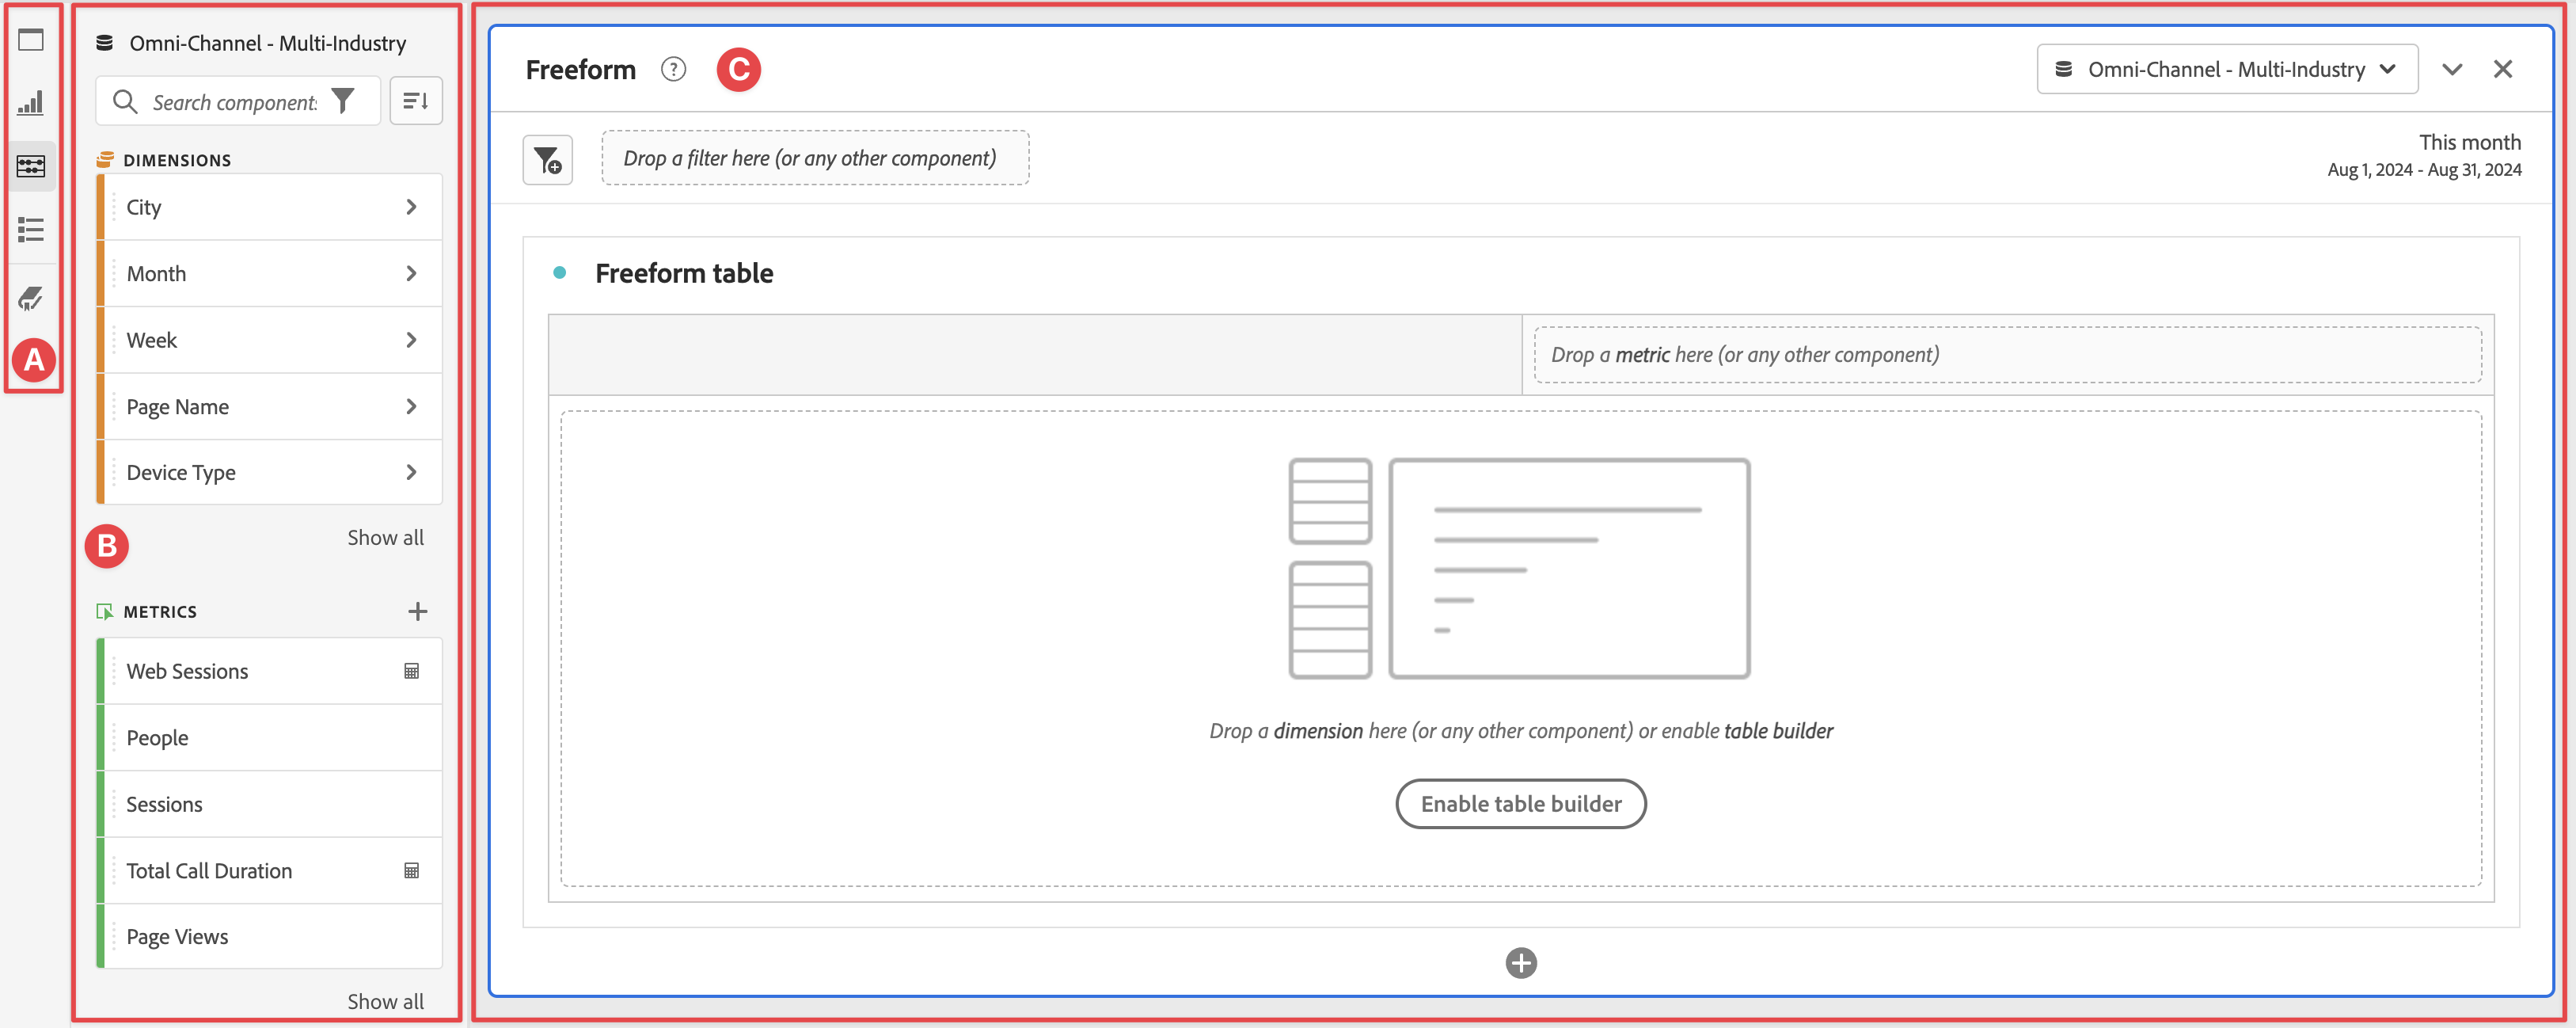 A
Omni-Channel - Multi-Industry
Search component
DIMENSIONS
City
Month
Week
Page Name
Device Type
B
Show all
METRICS
Web Sessions
People
Sessions
Total Call Duration
Page Views
Show all
Freeform ? C
Omni-Channel - Multi-Industry
Drop a filter here (or any other component)
This month
Aug 1, 2024 - Aug 31, 2024
Freeform table
Drop a metric here (or any other component)
Drop a dimension here (or any other component) or enable table builder
Enable table builder